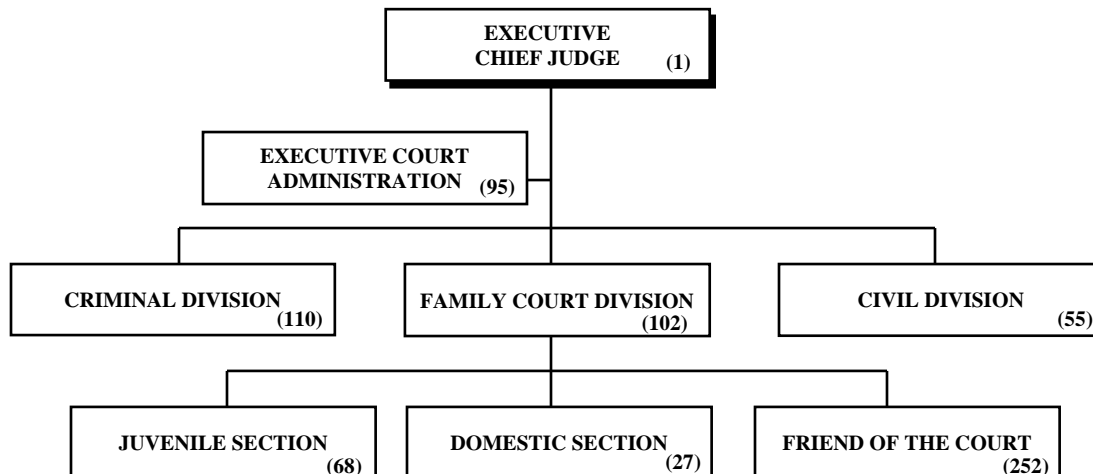 EXECUTIVE
CHIEF JUDGE
(1)
EXECUTIVE COURT
ADMINISTRATION
(95)
CRIMINAL DIVISION
(110)
FAMILY COURT DIVISION
(102)
CIVIL DIVISION
(55)
JUVENILE SECTION
(68)
DOMESTIC SECTION
(27)
FRIEND OF THE COURT
(252)